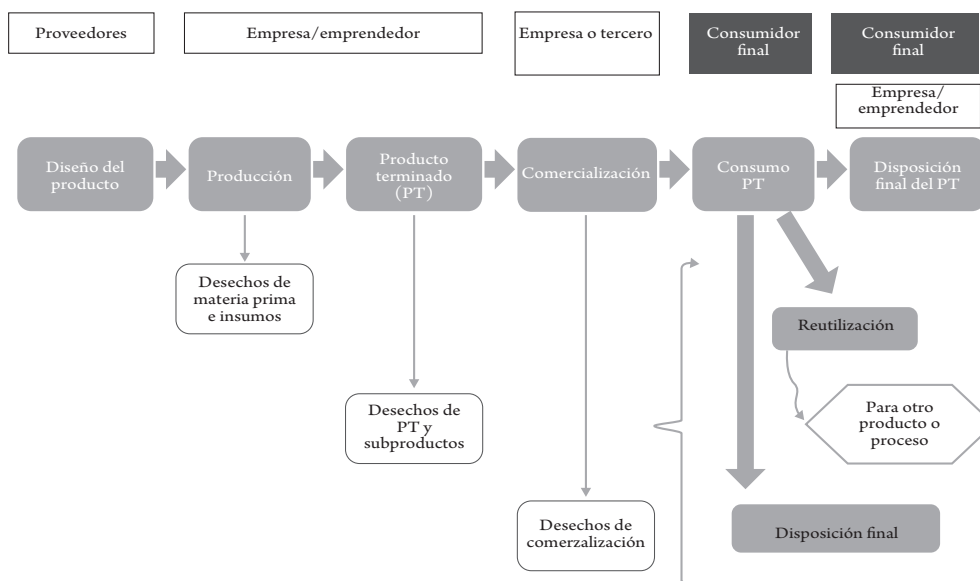 Proveedores
Empresa/emprendedor
Empresa o tercero
Consumidor
final
Consumidor
final
Empresa/
emprendedor
Diseño del
producto
Producción
Producto
terminado
(PT)
Comercialización
Consumo
PT
Disposición
final del PT
Desechos de
materia prima
e insumos
Reutilización
Desechos de
PT y
subproductos
Para otro
producto o
proceso
Desechos de
comerzalización
Disposición final